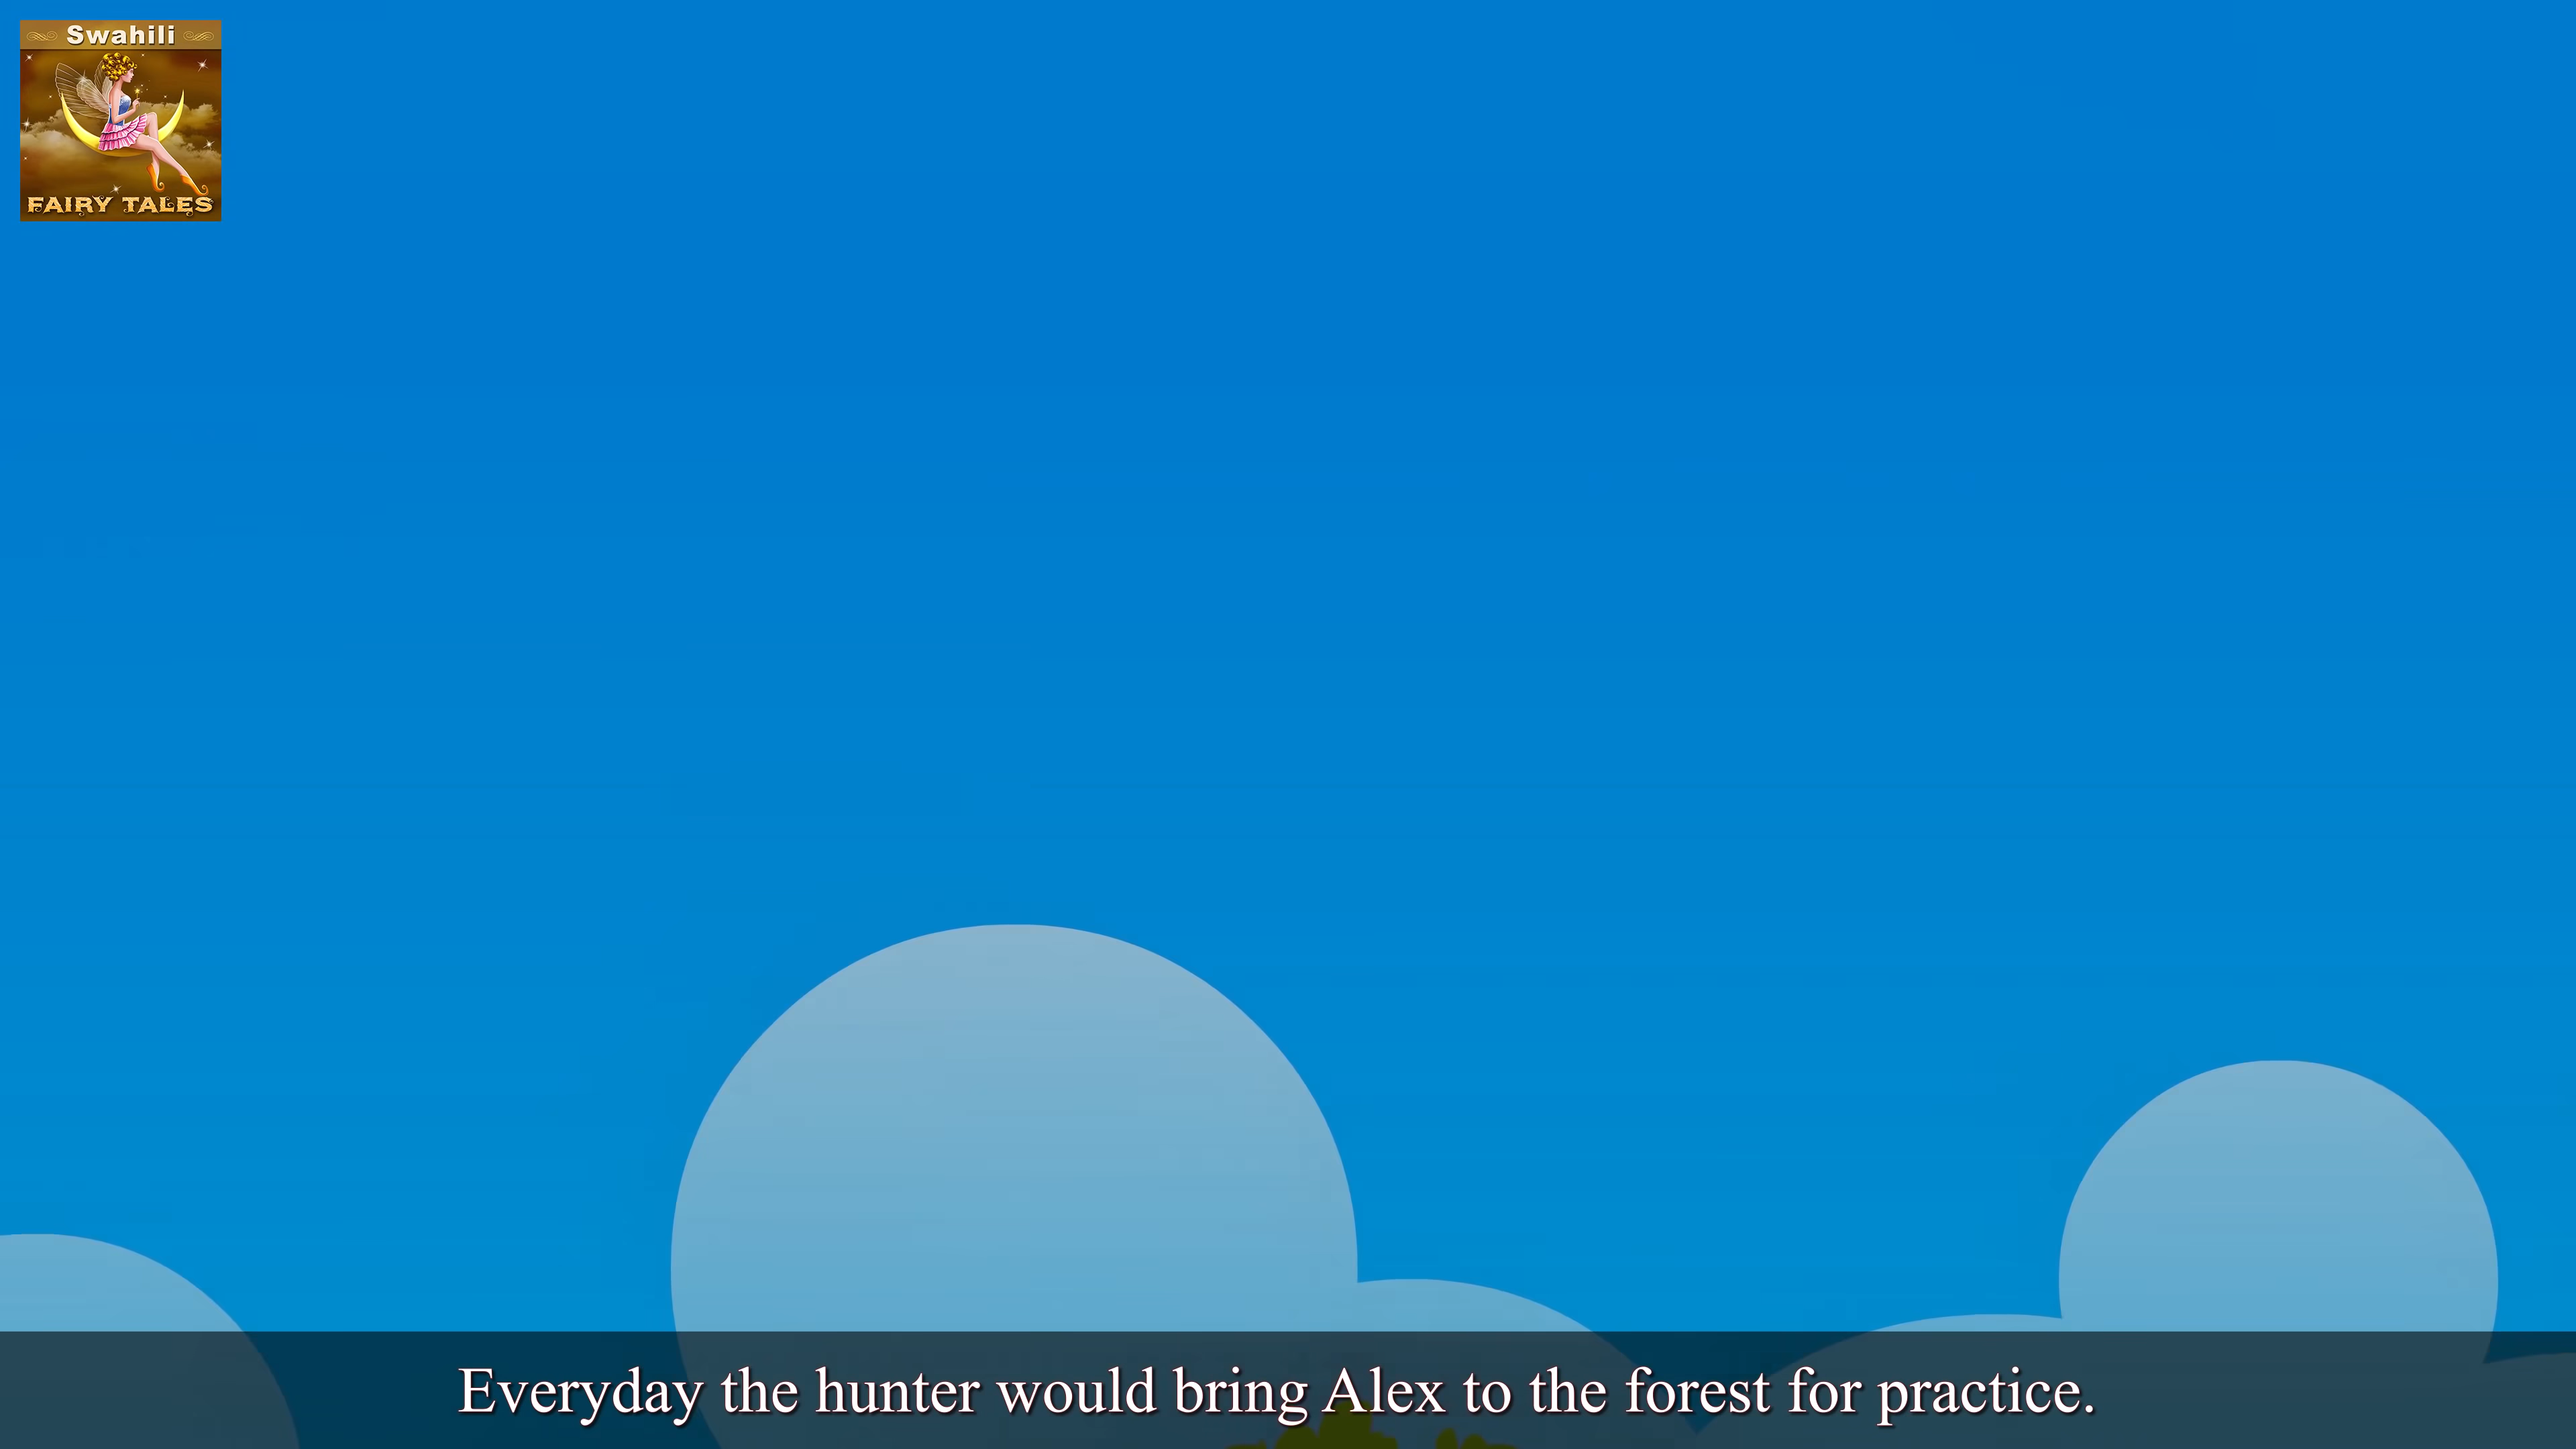 Swahili
FAIRY TALES
Everyday the hunter would bring Alex to the forest for practice.